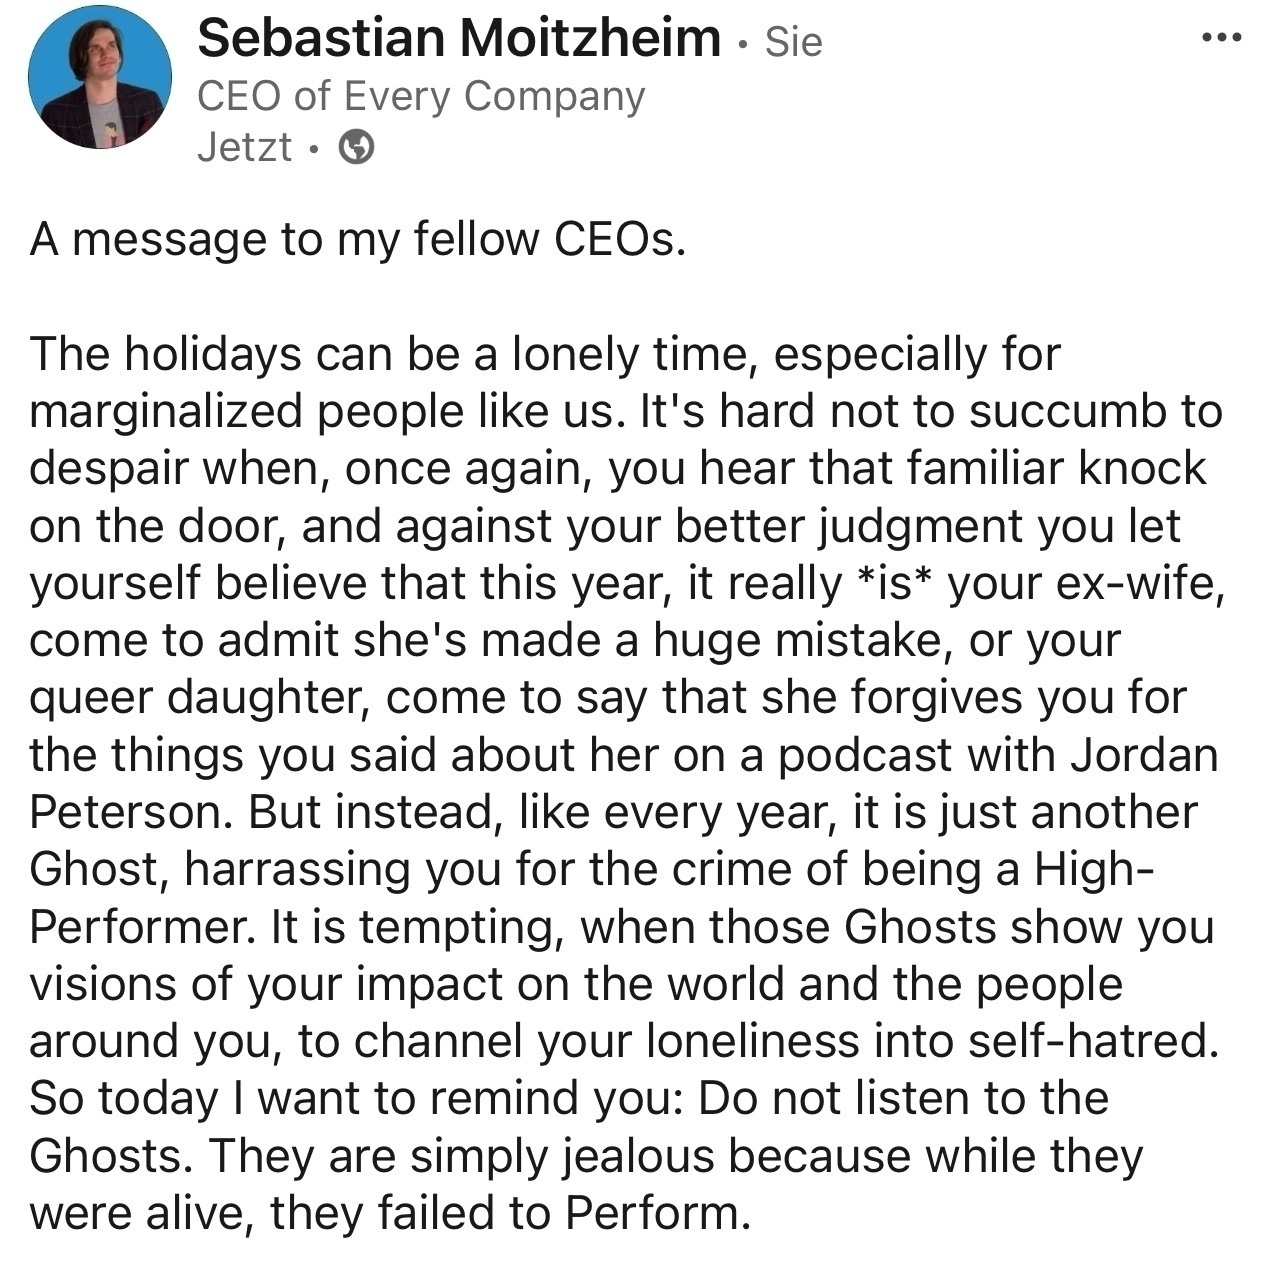 Sebastian Moitzheim • Sie
CEO of Every Company
Jetzt •
A message to my fellow CEOs.
The holidays can be a lonely time, especially for
marginalized people like us. It's hard not to succumb to
despair when, once again, you hear that familiar knock
on the door, and against your better judgment you let
yourself believe that this year, it really *is* your ex-wife,
come to admit she's made a huge mistake, or your
queer daughter, come to say that she forgives you for
the things you said about her on a podcast with Jordan
Peterson. But instead, like every year, it is just another
Ghost, harrassing you for the crime of being a High-
Performer. It is tempting, when those Ghosts show you
visions of your impact on the world and the people
around you, to channel your loneliness into self-hatred.
So today I want to remind you: Do not listen to the
Ghosts. They are simply jealous because while they
were alive, they failed to Perform.